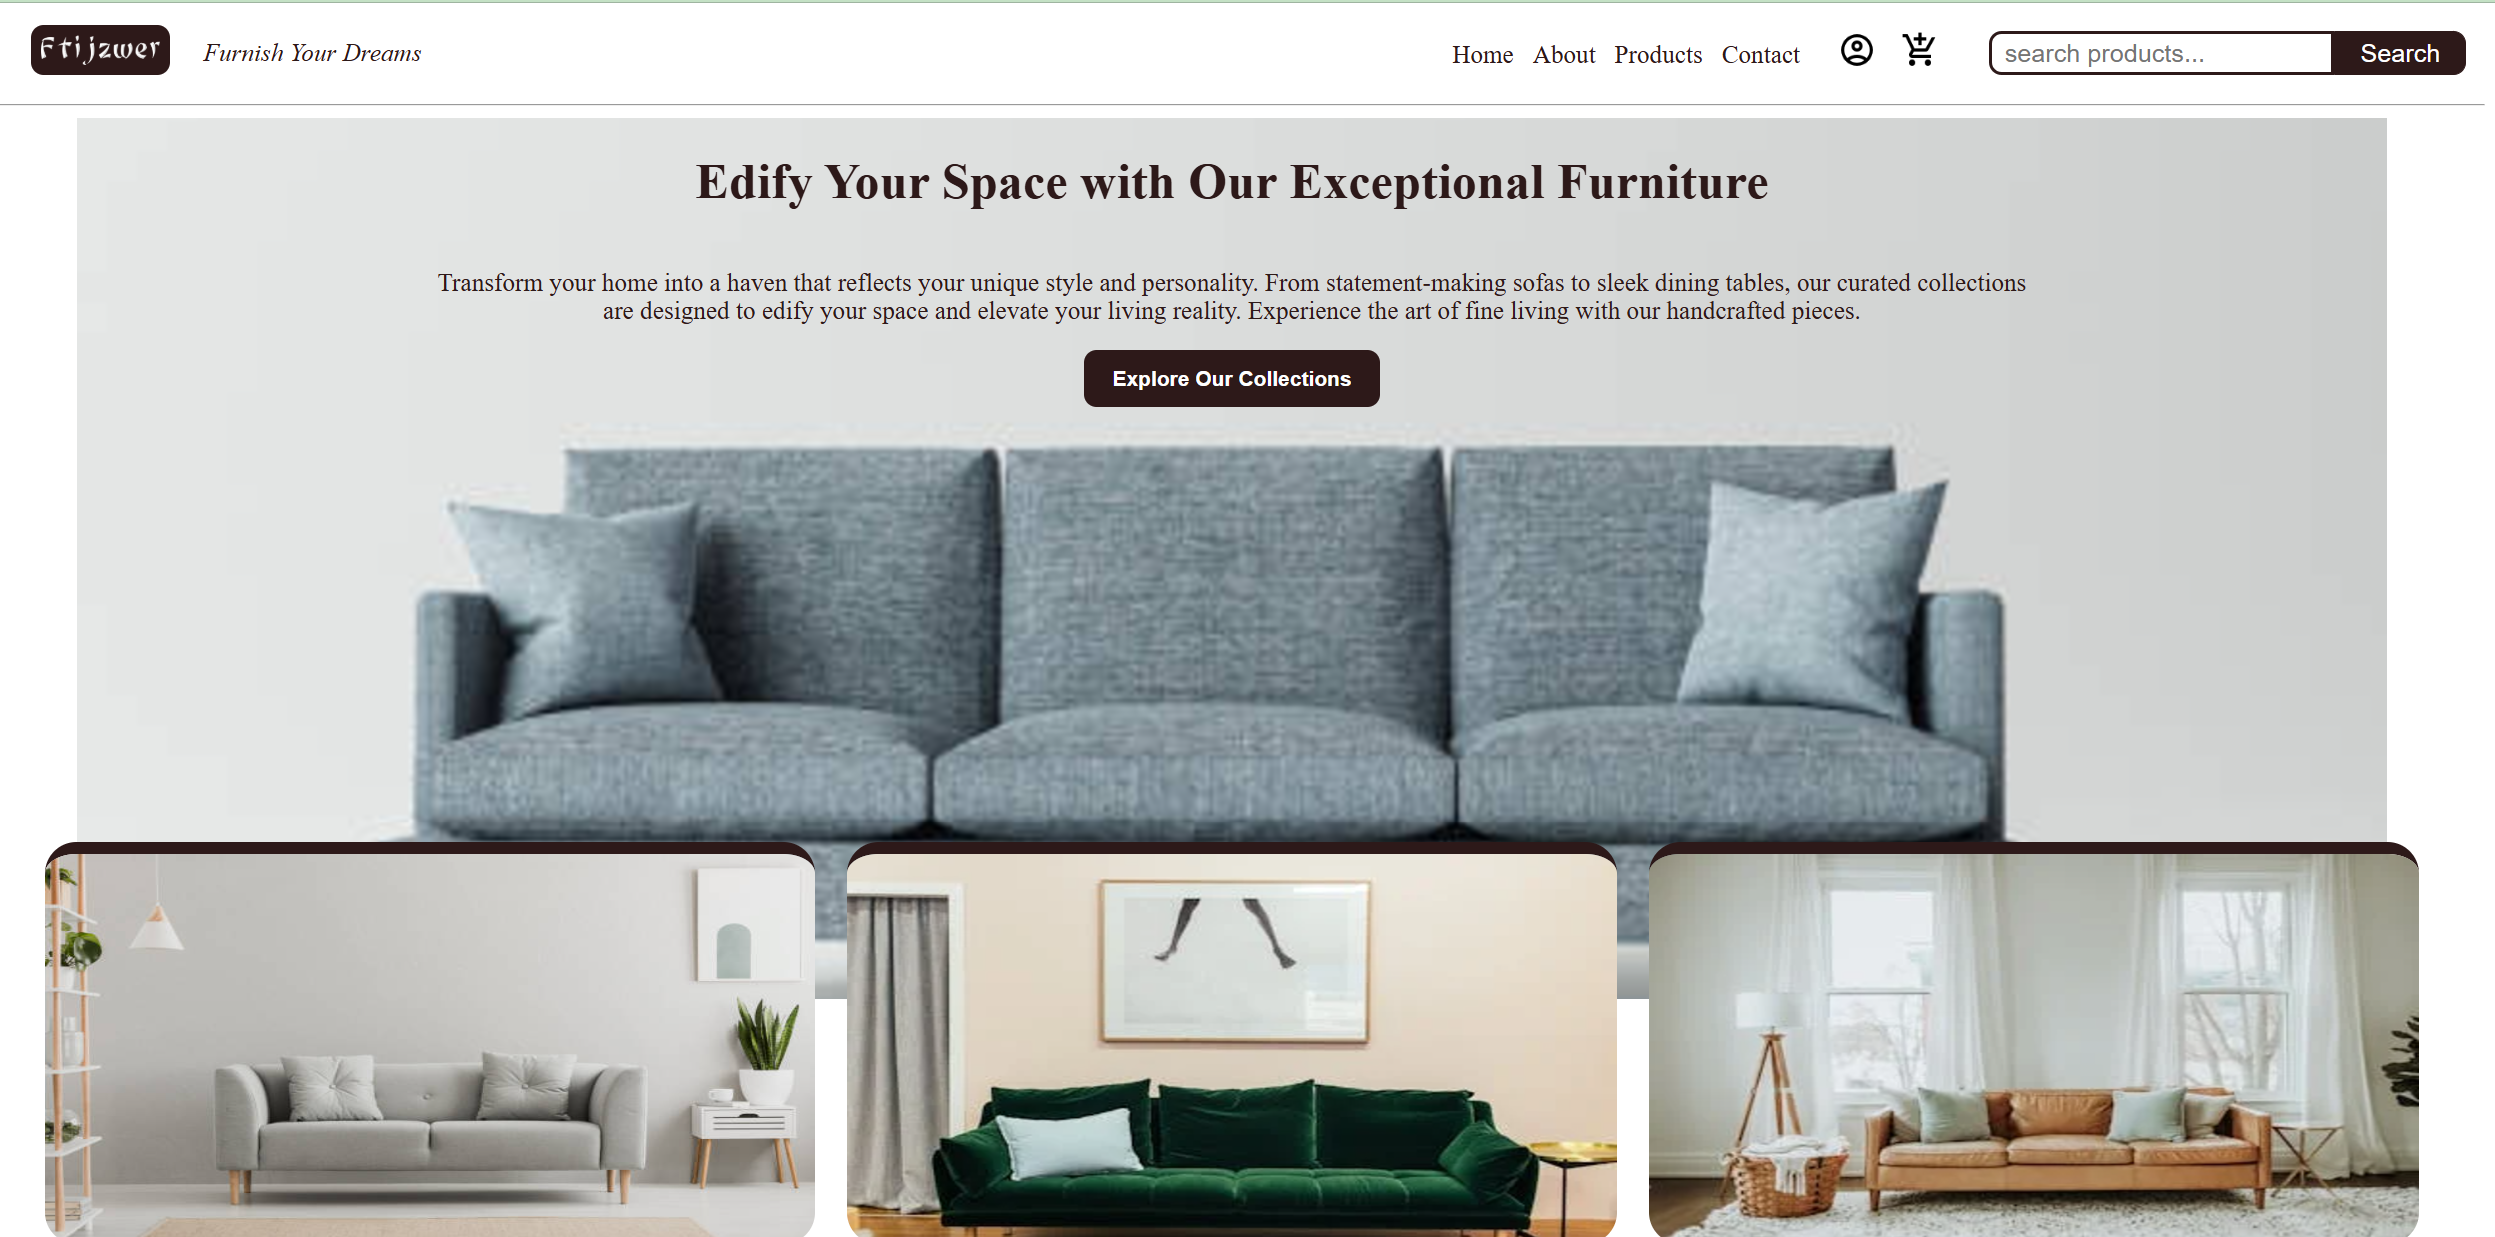 Ftijzwer
Furnish Your Dreams
Home About Products Contact
search products...
Search
Edify Your Space with Our Exceptional Furniture
Transform your home into a haven that reflects your unique style and personality. From statement-making sofas to sleek dining tables, our curated collections
are designed to edify your space and elevate your living reality. Experience the art of fine living with our handcrafted pieces.
Explore Our Collections